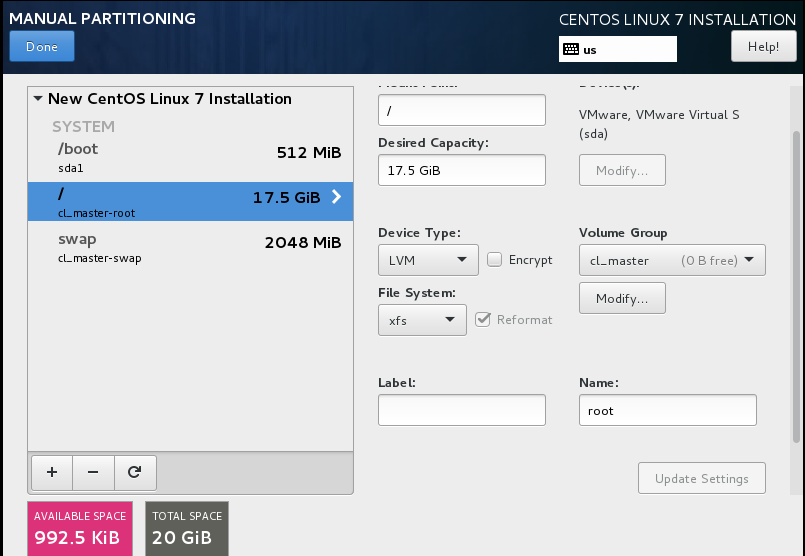 MANUAL PARTITIONING
CENTOS LINUX 7 INSTALLATION
Done
us
Help!
New CentOS Linux 7 Installation
SYSTEM
/boot
512 MiB
sda1
/
17.5 GiB
cl_master-root
swap
2048 MiB
cl_master-swap
+ −
AVAILABLE SPACE
992.5 KiB
TOTAL SPACE
20 GiB
/
Desired Capacity:
17.5 GiB
VMware, VMware Virtual S
(sda)
Modify...
Device Type:
LVM
Encrypt
Volume Group
cl_master (0 B free)
Modify...
File System:
xfs
Reformat
Label:
Name:
root
Update Settings